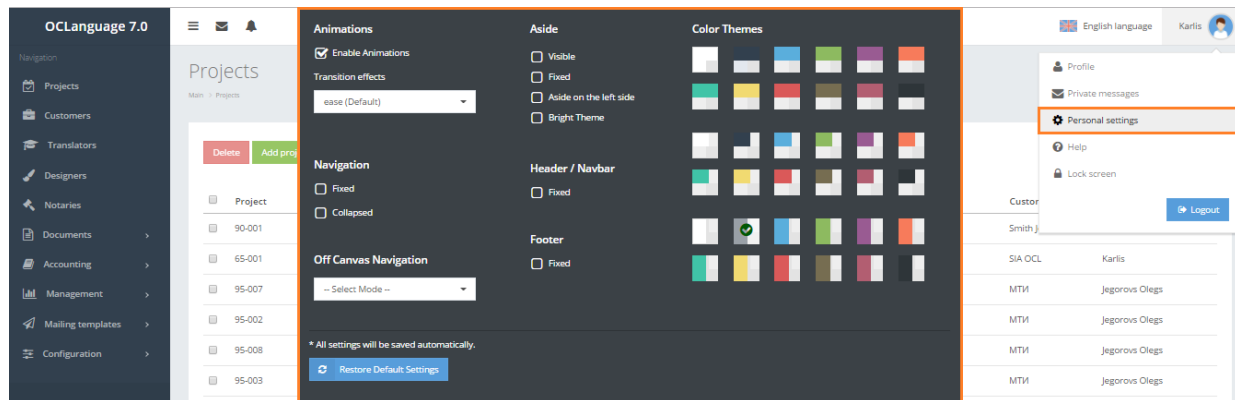 OCLanguage 7.0
English language
Karlis
Navigation
Projects
Customers
Translators
Designers
Notaries
Documents
Accounting
Management
Mailing templates
Configuration
Projects
Main > Projects
Delete
Add proj
Project
90-001
65-001
95-007
95-002
95-008
95-003
Animations
Enable Animations
Transition effects
ease (Default)
Navigation
Fixed
Collapsed
Off Canvas Navigation
-- Select Mode --
* All settings will be saved automatically.
Restore Default Settings
Aside
Visible
Fixed
Aside on the left side
Bright Theme
Header / Navbar
Fixed
Footer
Fixed
Color Themes
Profile
Private messages
Personal settings
Help
Lock screen
Logout
Custor
Smith J
SIA OCL Karlis
МТИ Jegorovs Olegs
МТИ Jegorovs Olegs
МТИ Jegorovs Olegs
МТИ Jegorovs Olegs